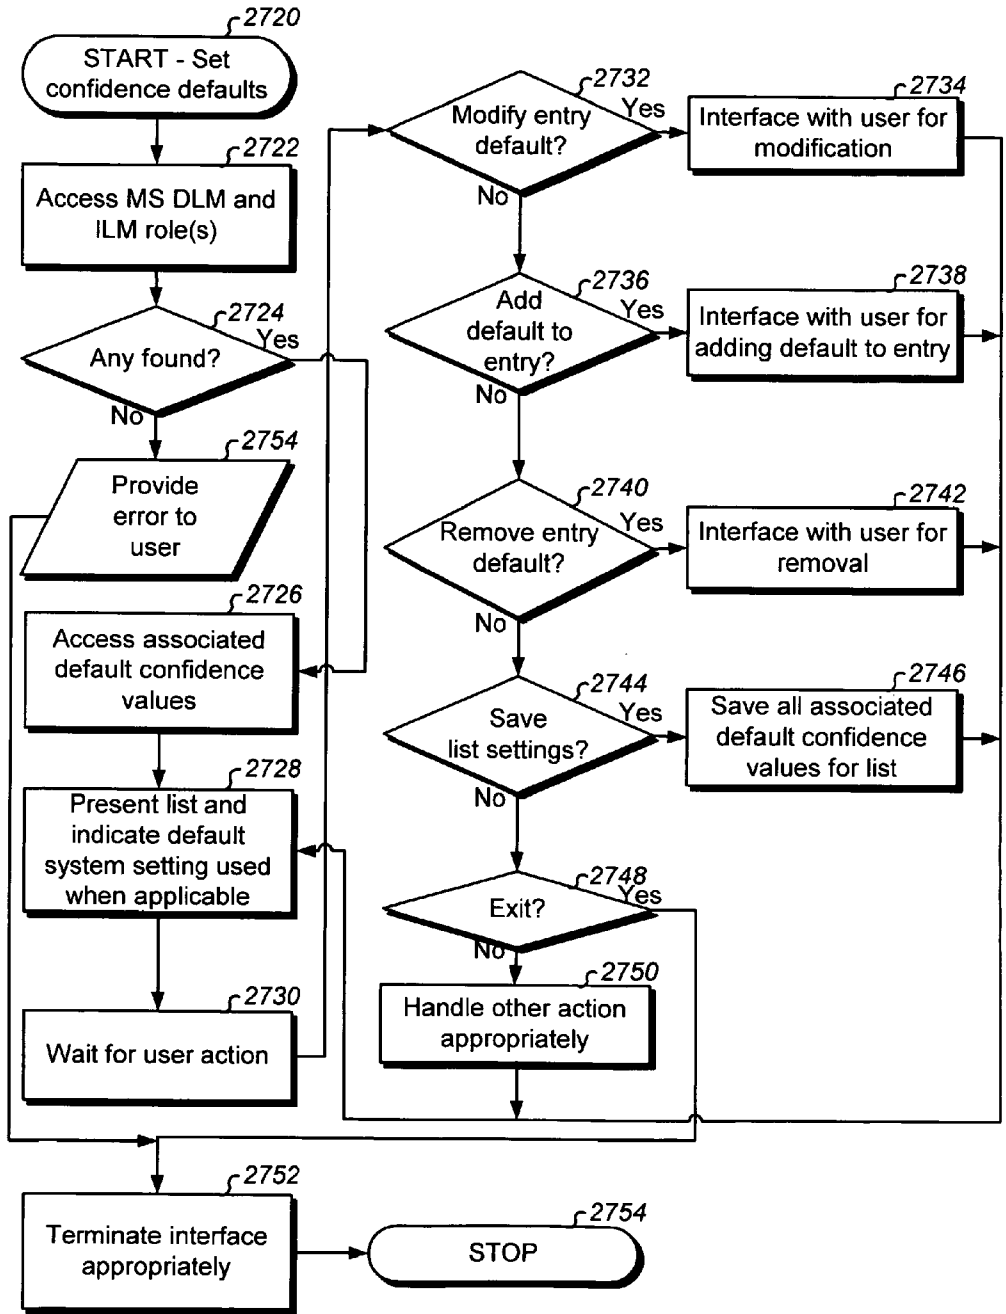 2720
START - Set
confidence defaults
2722
Access MS DLM and
ILM role(s)
2724
Any found?
Yes
No
2754
Provide
error to
user
2726
Access associated
default confidence
values
2728
Present list and
indicate default
system setting used
when applicable
2730
Wait for user action
2732
Modify entry
default?
Yes
No
2734
Interface with user for
modification
2736
Add
default to
entry?
Yes
No
2738
Interface with user for
adding default to entry
2740
Remove entry
default?
Yes
No
2742
Interface with user for
removal
2744
Save
list settings?
Yes
No
2746
Save all associated
default confidence
values for list
2748
Exit?
Yes
No
2750
Handle other action
appropriately
2752
Terminate interface
appropriately
2754
STOP